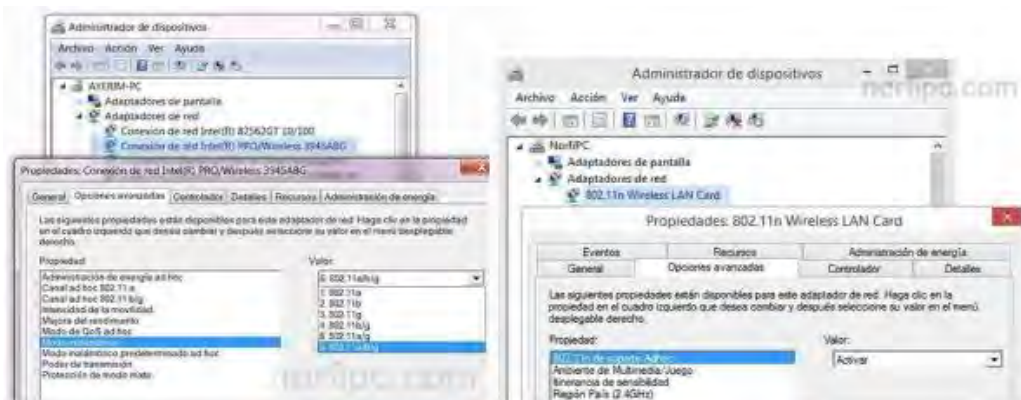 Administrador de dispositivos
Archivo Acción Ver Ayuda
AXERIM-PC
Adaptadores de pantalla
Adaptadores de red
Conexión de red Intel(R) 82562GT 10/100
Conexión de red Intel(R) PRO/Wireless 3945ABG
Propiedades: Conexión de red Intel(R) PRO/Wireless 3945ABG
General Opciones avanzadas Controlador Detalles Recursos Administración de energía
Las siguientes propiedades están disponibles para este adaptador de red. Haga clic en la propiedad
en el cuadro izquierdo que desea cambiar y después seleccione su valor en el menú desplegable
derecho.
Propiedad: Valor:
Administración de energía ad hoc
Canal ad hoc 802.11 a
Canal ad hoc 802.11 b/g
Intensidad de la movilidad
Mejora del rendimiento
Modo de QoS ad hoc
Modo inalámbrico
Modo inalámbrico predeterminado ad hoc
Poder de transmisión
Protección de modo mixto
6. 802.11a/b/g
1. 802.11a
2. 802.11b
3. 802.11g
4. 802.11b/g
5. 802.11a/g
6. 802.11a/b/g
norfipc.com
Administrador de dispositivos
norfipc.com
Archivo Acción Ver Ayuda
NorfiPC
Adaptadores de pantalla
Adaptadores de red
802.11n Wireless LAN Card
Propiedades: 802.11n Wireless LAN Card
Eventos Recursos Administración de energía
General Opciones avanzadas Controlador Detalles
Las siguientes propiedades están disponibles para este adaptador de red. Haga clic en la
propiedad en el cuadro izquierdo que desea cambiar y después seleccione su valor en el menú
desplegable derecho.
Propiedad: Valor:
802.11n de soporte Adhoc
Ambiente de Multimedia/Juego
Itinerancia de sensibilidad
Región País (2.4GHz)
Activar